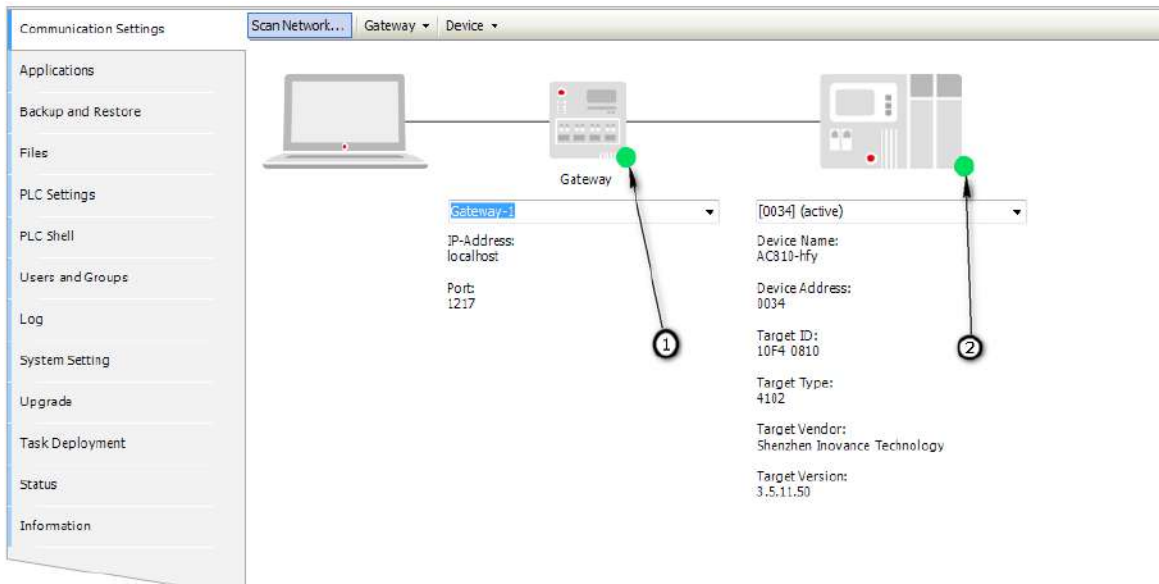 Communication Settings
Scan Network...
Gateway
Device
Applications
Backup and Restore
Files
PLC Settings
PLC Shell
Users and Groups
Log
System Setting
Upgrade
Task Deployment
Status
Information
Gateway
Gateway-1
IP-Address:
localhost
Port:
1217
[0034] (active)
Device Name:
AC810-hfy
Device Address:
0034
Target ID:
10F4 0810
Target Type:
4102
Target Vendor:
Shenzhen Inovance Technology
Target Version:
3.5.11.50
1
2